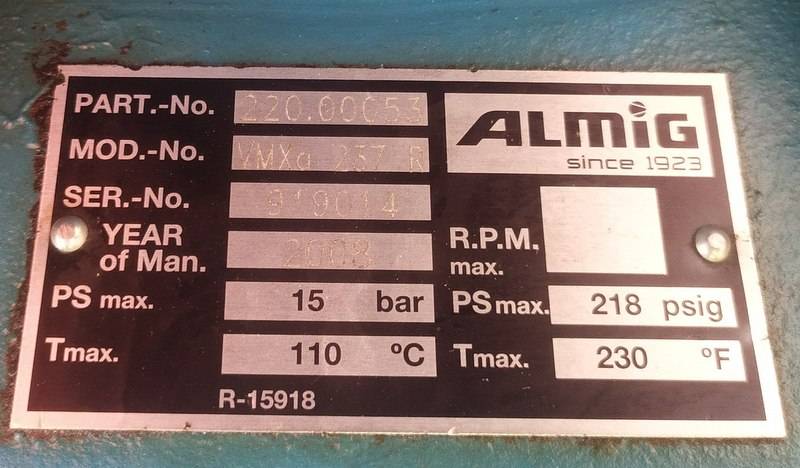 PART.-No. 220.00053
MOD.-No. VMXa 257 R
SER.-No. 919014
YEAR of Man. 2008
PS max. 15 bar
Tmax. 110 ºC
ALMiG
since 1923
R.P.M. max.
PS max. 218 psig
Tmax. 230 ºF
R-15918